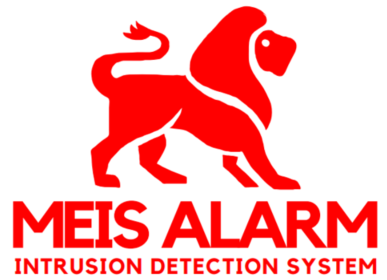 MEIS ALARM
INTRUSION DETECTION SYSTEM